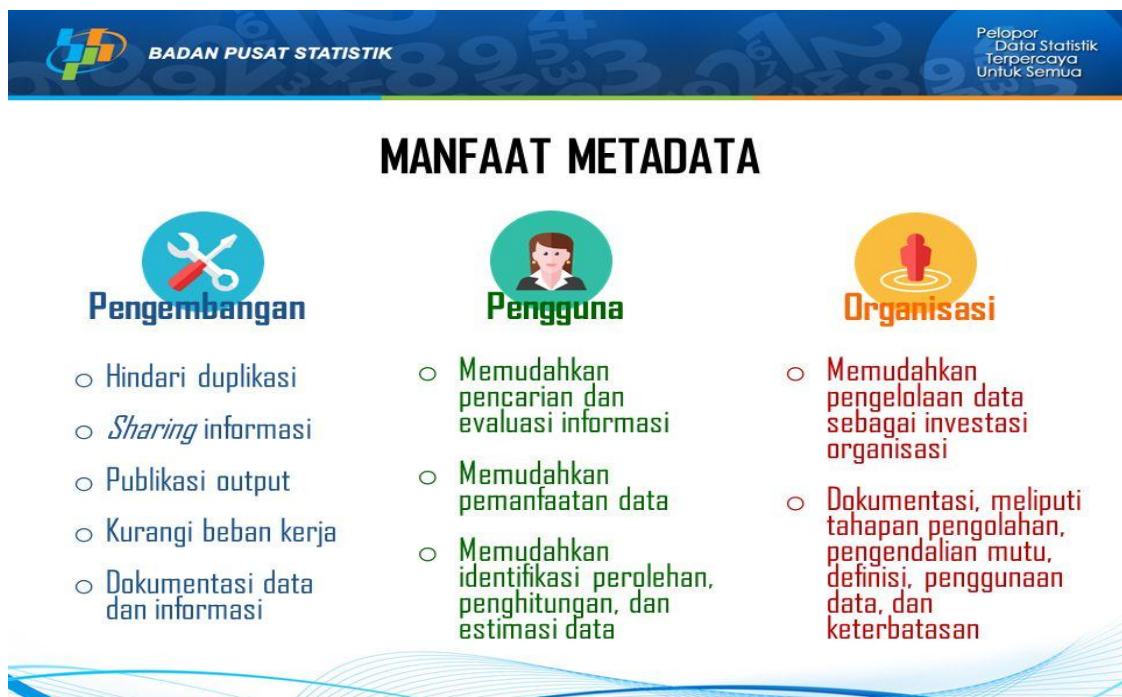 BADAN PUSAT STATISTIK
Pelopor
Data Statistik
Terpercaya
Untuk Semua
MANFAAT METADATA
Pengembangan
o Hindari duplikasi
o Sharing informasi
o Publikasi output
o Kurangi beban kerja
o Dokumentasi data
dan informasi
Pengguna
o Memudahkan
pencarian dan
evaluasi informasi
o Memudahkan
pemanfaatan data
o Memudahkan
identifikasi perolehan,
penghitungan, dan
estimasi data
Organisasi
o Memudahkan
pengelolaan data
sebagai investasi
organisasi
o Dokumentasi, meliputi
tahapan pengolahan,
pengendalian mutu,
definisi, penggunaan
data, dan
keterbatasan